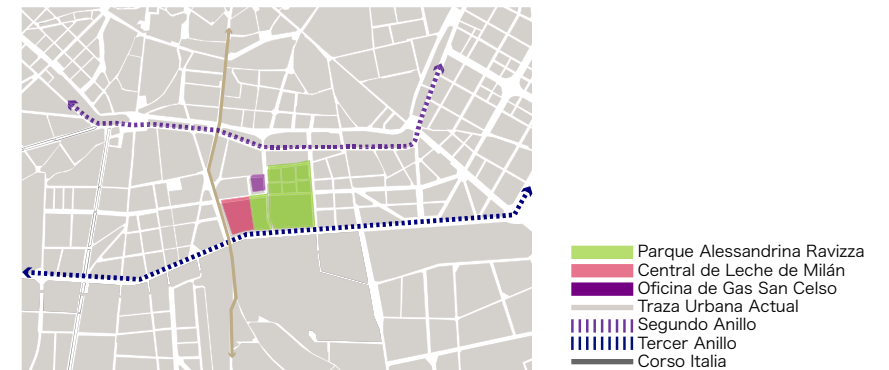 Parque Alessandrina Ravizza
Central de Leche de Milán
Oficina de Gas San Celso
Traza Urbana Actual
Segundo Anillo
Tercer Anillo
Corso Italia